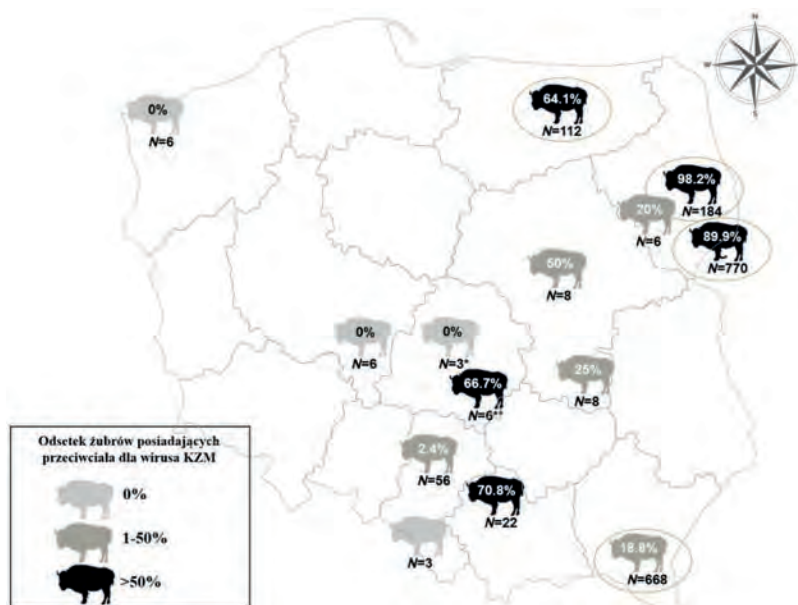 N
W
E
S
0%
N=6
64.1%
N=112
98.2%
N=184
20%
N=6
89.9%
N=770
50%
N=8
0%
N=6
0%
N=3*
66.7%
N=6**
25%
N=8
2.4%
N=56
70.8%
N=22
N=3
18.8%
N=668
Odsetek żubrów posiadających
przeciwciała dla wirusa KZM
0%
1-50%
>50%